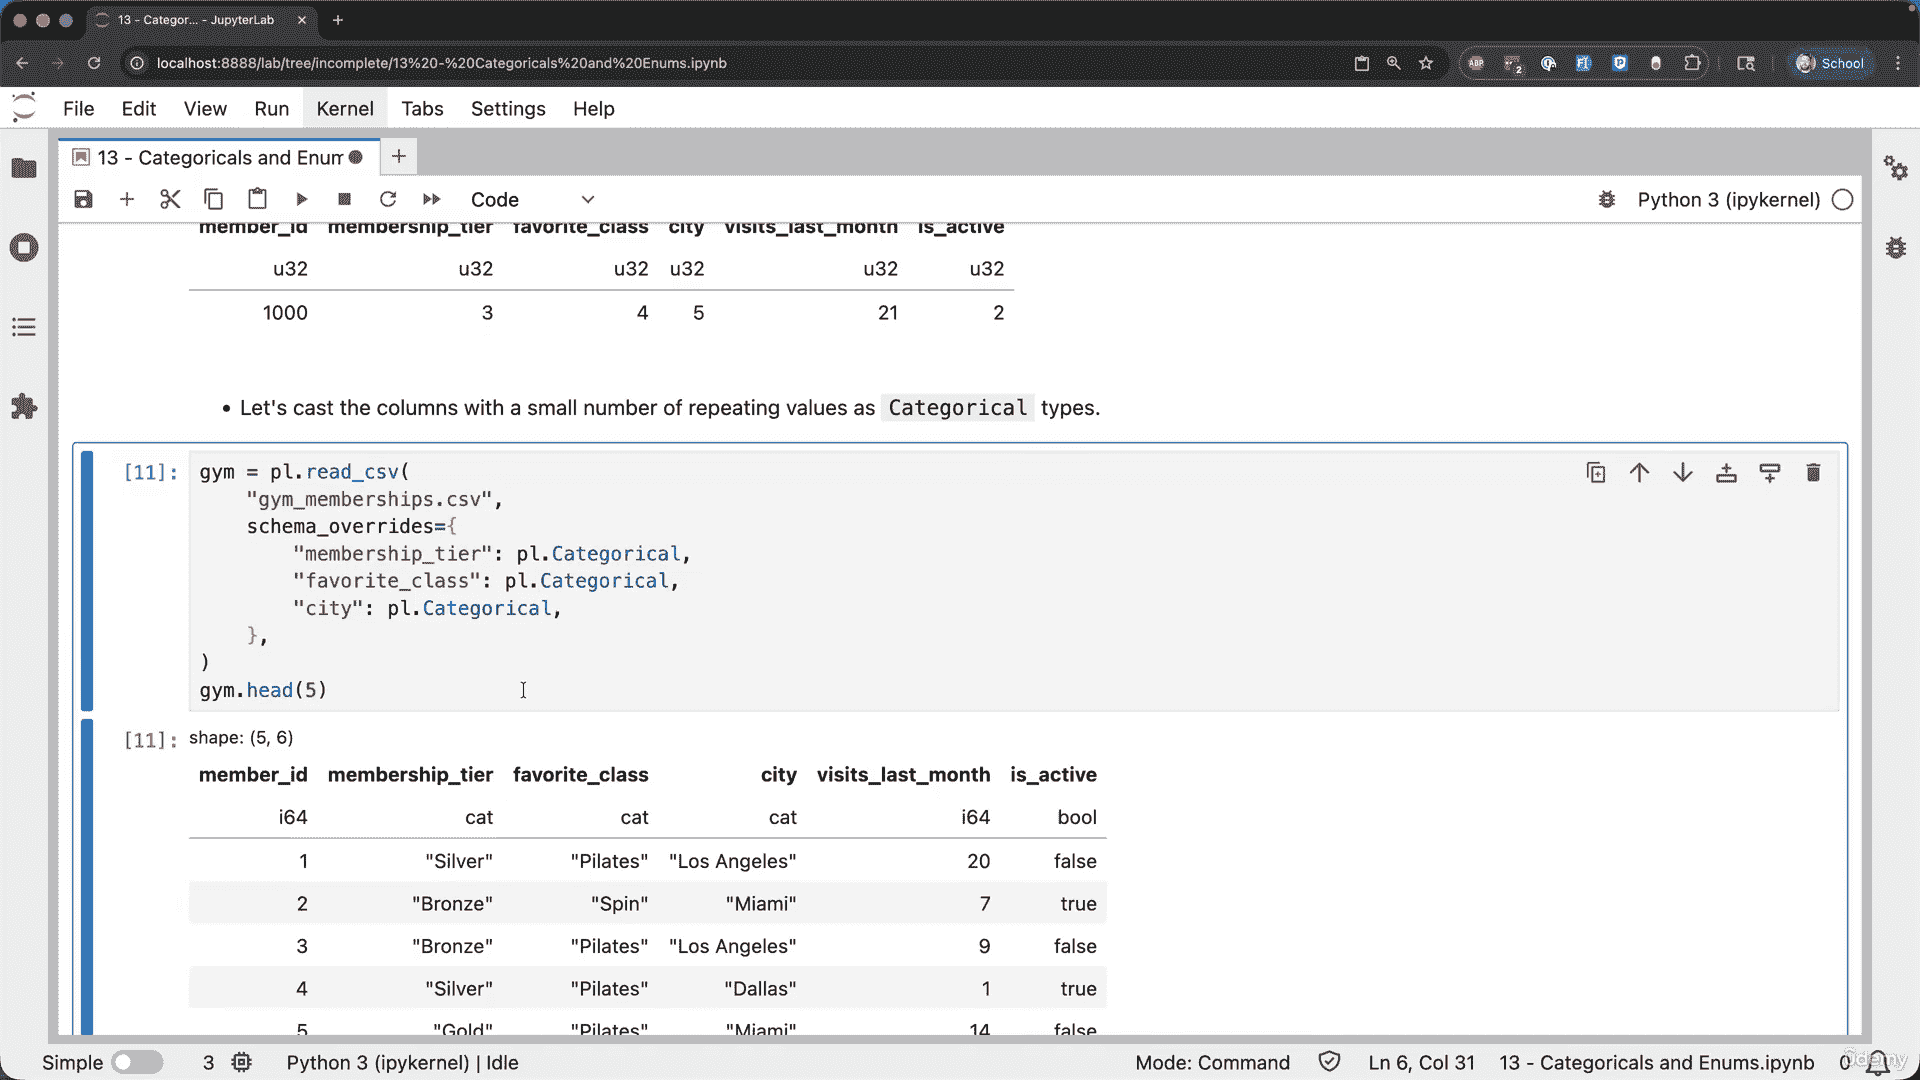 13 - Categor... - JupyterLab
localhost:8888/lab/tree/incomplete/13%20-%20Categoricals%20and%20Enums.ipynb
ABP
2
School
File Edit View Run Kernel Tabs Settings Help
13 - Categoricals and Enum
Code
Python 3 (ipykernel)
member_id membership_tier favorite_class city visits_last_month is_active
u32 u32 u32 u32 u32 u32
1000 3 4 5 21 2
• Let's cast the columns with a small number of repeating values as Categorical types.
[11]: gym = pl.read_csv(
"gym_memberships.csv",
schema_overrides={
"membership_tier": pl.Categorical,
"favorite_class": pl.Categorical,
"city": pl.Categorical,
},
)
gym.head(5)
[11]: shape: (5, 6)
member_id membership_tier favorite_class city visits_last_month is_active
i64 cat cat cat i64 bool
1 "Silver" "Pilates" "Los Angeles" 20 false
2 "Bronze" "Spin" "Miami" 7 true
3 "Bronze" "Pilates" "Los Angeles" 9 false
4 "Silver" "Pilates" "Dallas" 1 true
5 "Gold" "Pilates" "Miami" 14 false
Simple 3 Python 3 (ipykernel) | Idle Mode: Command Ln 6, Col 31 13 - Categoricals and Enums.ipynb 0
udemy